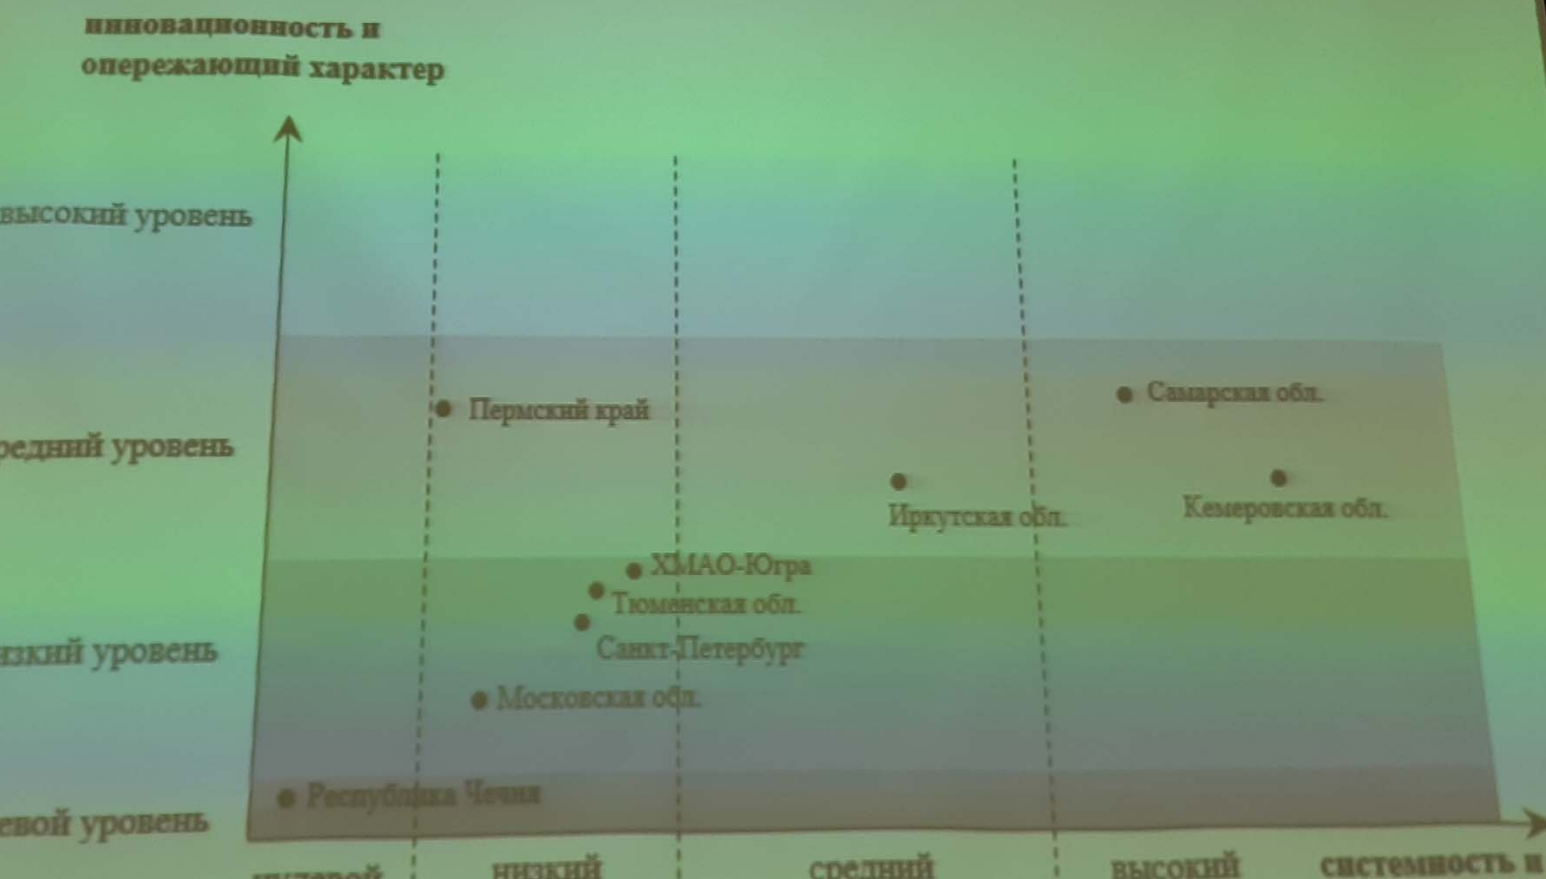 инновационность и
опережающий характер
высокий уровень
Самарская обл.
Пермский край
редний уровень
Иркутская обл.
Кемеровская обл.
ХМАО-Югра
Тюменская обл.
Санкт-Петербург
изкий уровень
Московская обл.
Республика Чечня
евой уровень
нулевой низкий средний высокий системность и